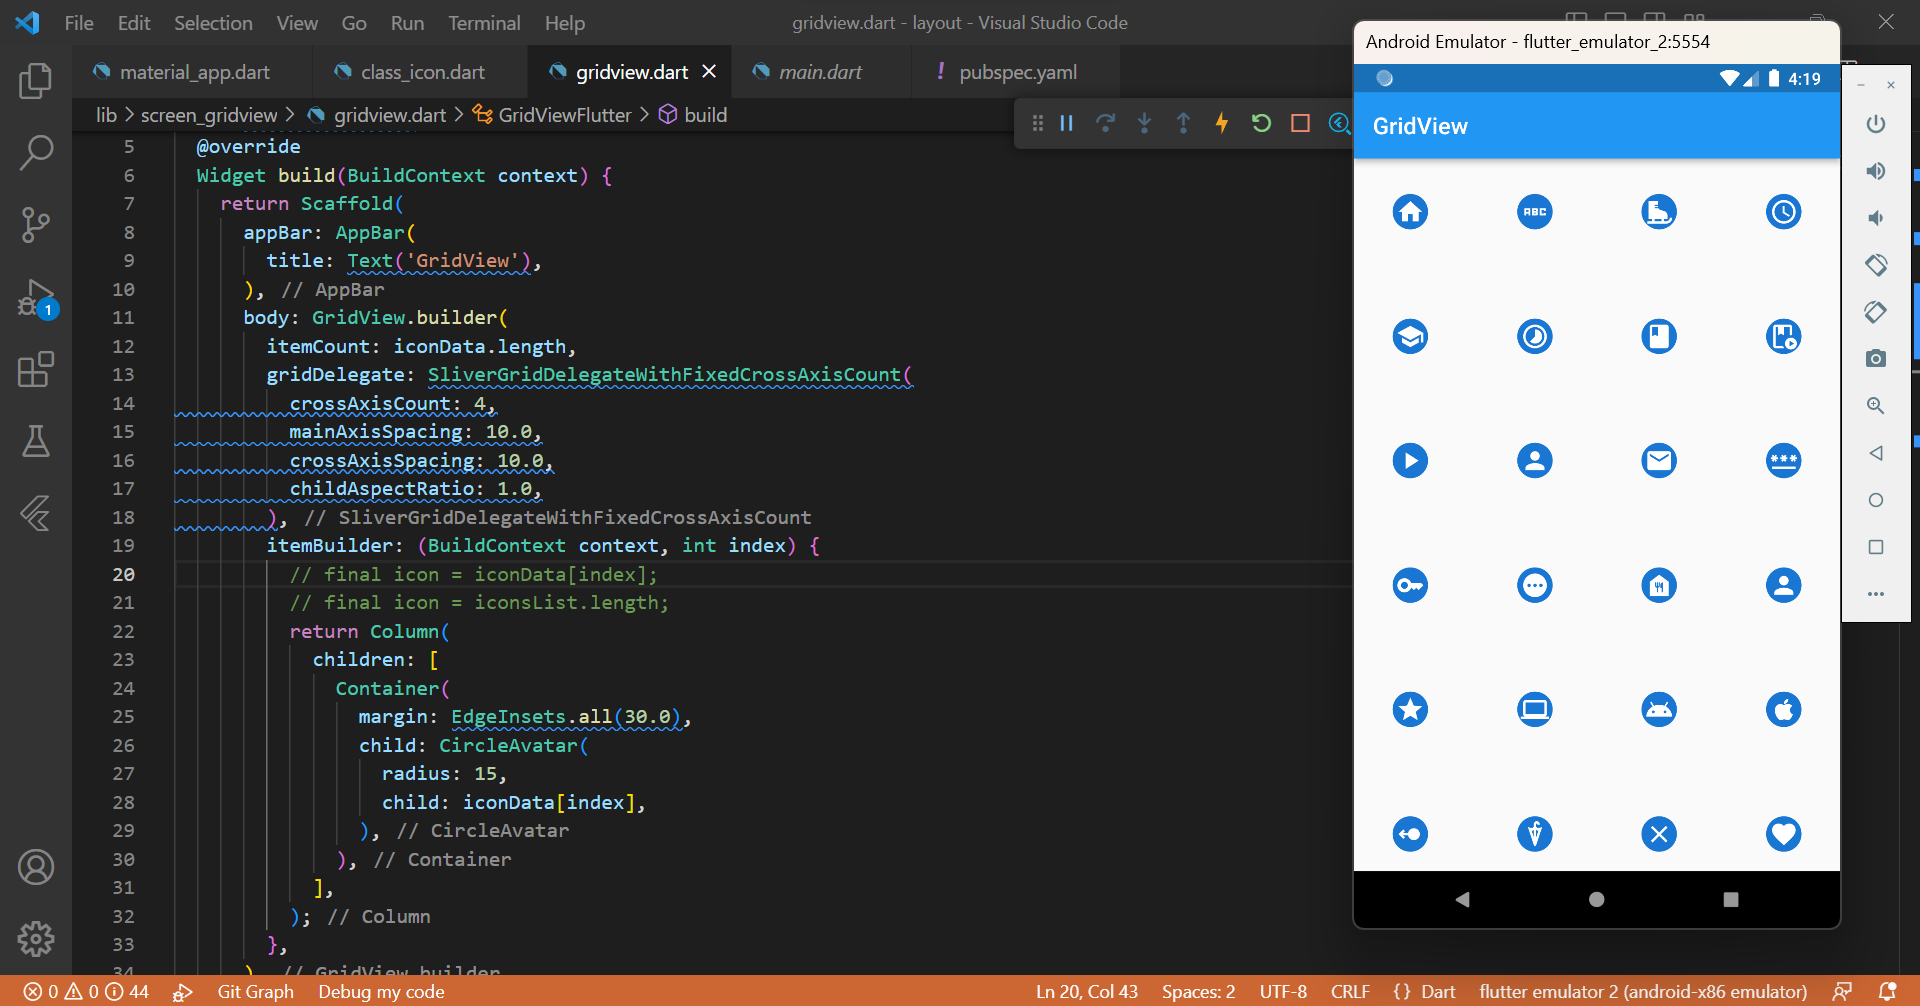 File Edit Selection View Go Run Terminal Help
gridview.dart - layout - Visual Studio Code
material_app.dart class_icon.dart gridview.dart main.dart ! pubspec.yaml
lib > screen_gridview > gridview.dart > GridViewFlutter > build
5 @override
6 Widget build(BuildContext context) {
7 return Scaffold(
8 appBar: AppBar(
9 title: Text('GridView'),
10 ), // AppBar
11 body: GridView.builder(
12 itemCount: iconData.length,
13 gridDelegate: SliverGridDelegateWithFixedCrossAxisCount(
14 crossAxisCount: 4,
15 mainAxisSpacing: 10.0,
16 crossAxisSpacing: 10.0,
17 childAspectRatio: 1.0,
18 ), // SliverGridDelegateWithFixedCrossAxisCount
19 itemBuilder: (BuildContext context, int index) {
20 // final icon = iconData[index];
21 // final icon = iconsList.length;
22 return Column(
23 children: [
24 Container(
25 margin: EdgeInsets.all(30.0),
26 child: CircleAvatar(
27 radius: 15,
28 child: iconData[index],
29 ), // CircleAvatar
30 ), // Container
31 ],
32 ); // Column
33 },
34 ) // GridView.builder
1
Android Emulator - flutter_emulator_2:5554
4:19
GridView
ABC
***
0 0 44 Git Graph Debug my code
Ln 20, Col 43 Spaces: 2 UTF-8 CRLF {} Dart flutter emulator 2 (android-x86 emulator)